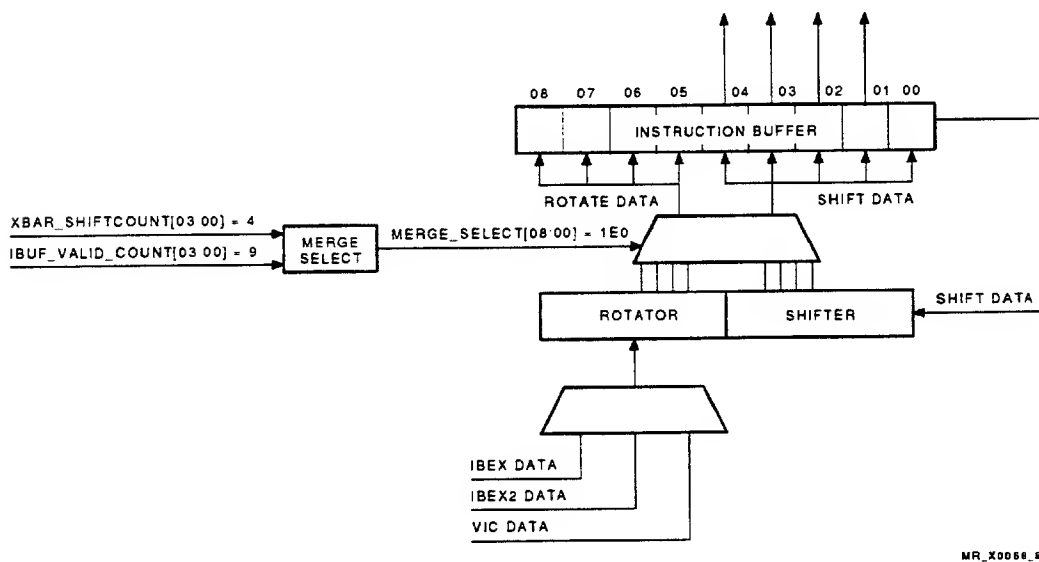 08 07 06 05 04 03 02 01 00
INSTRUCTION BUFFER
ROTATE DATA
SHIFT DATA
XBAR_SHIFTCOUNT[03 00] = 4
IBUF_VALID_COUNT[03 00] = 9
MERGE
SELECT
MERGE_SELECT[08:00] = 1E0
ROTATOR
SHIFTER
SHIFT DATA
IBEX DATA
IBEX2 DATA
VIC DATA